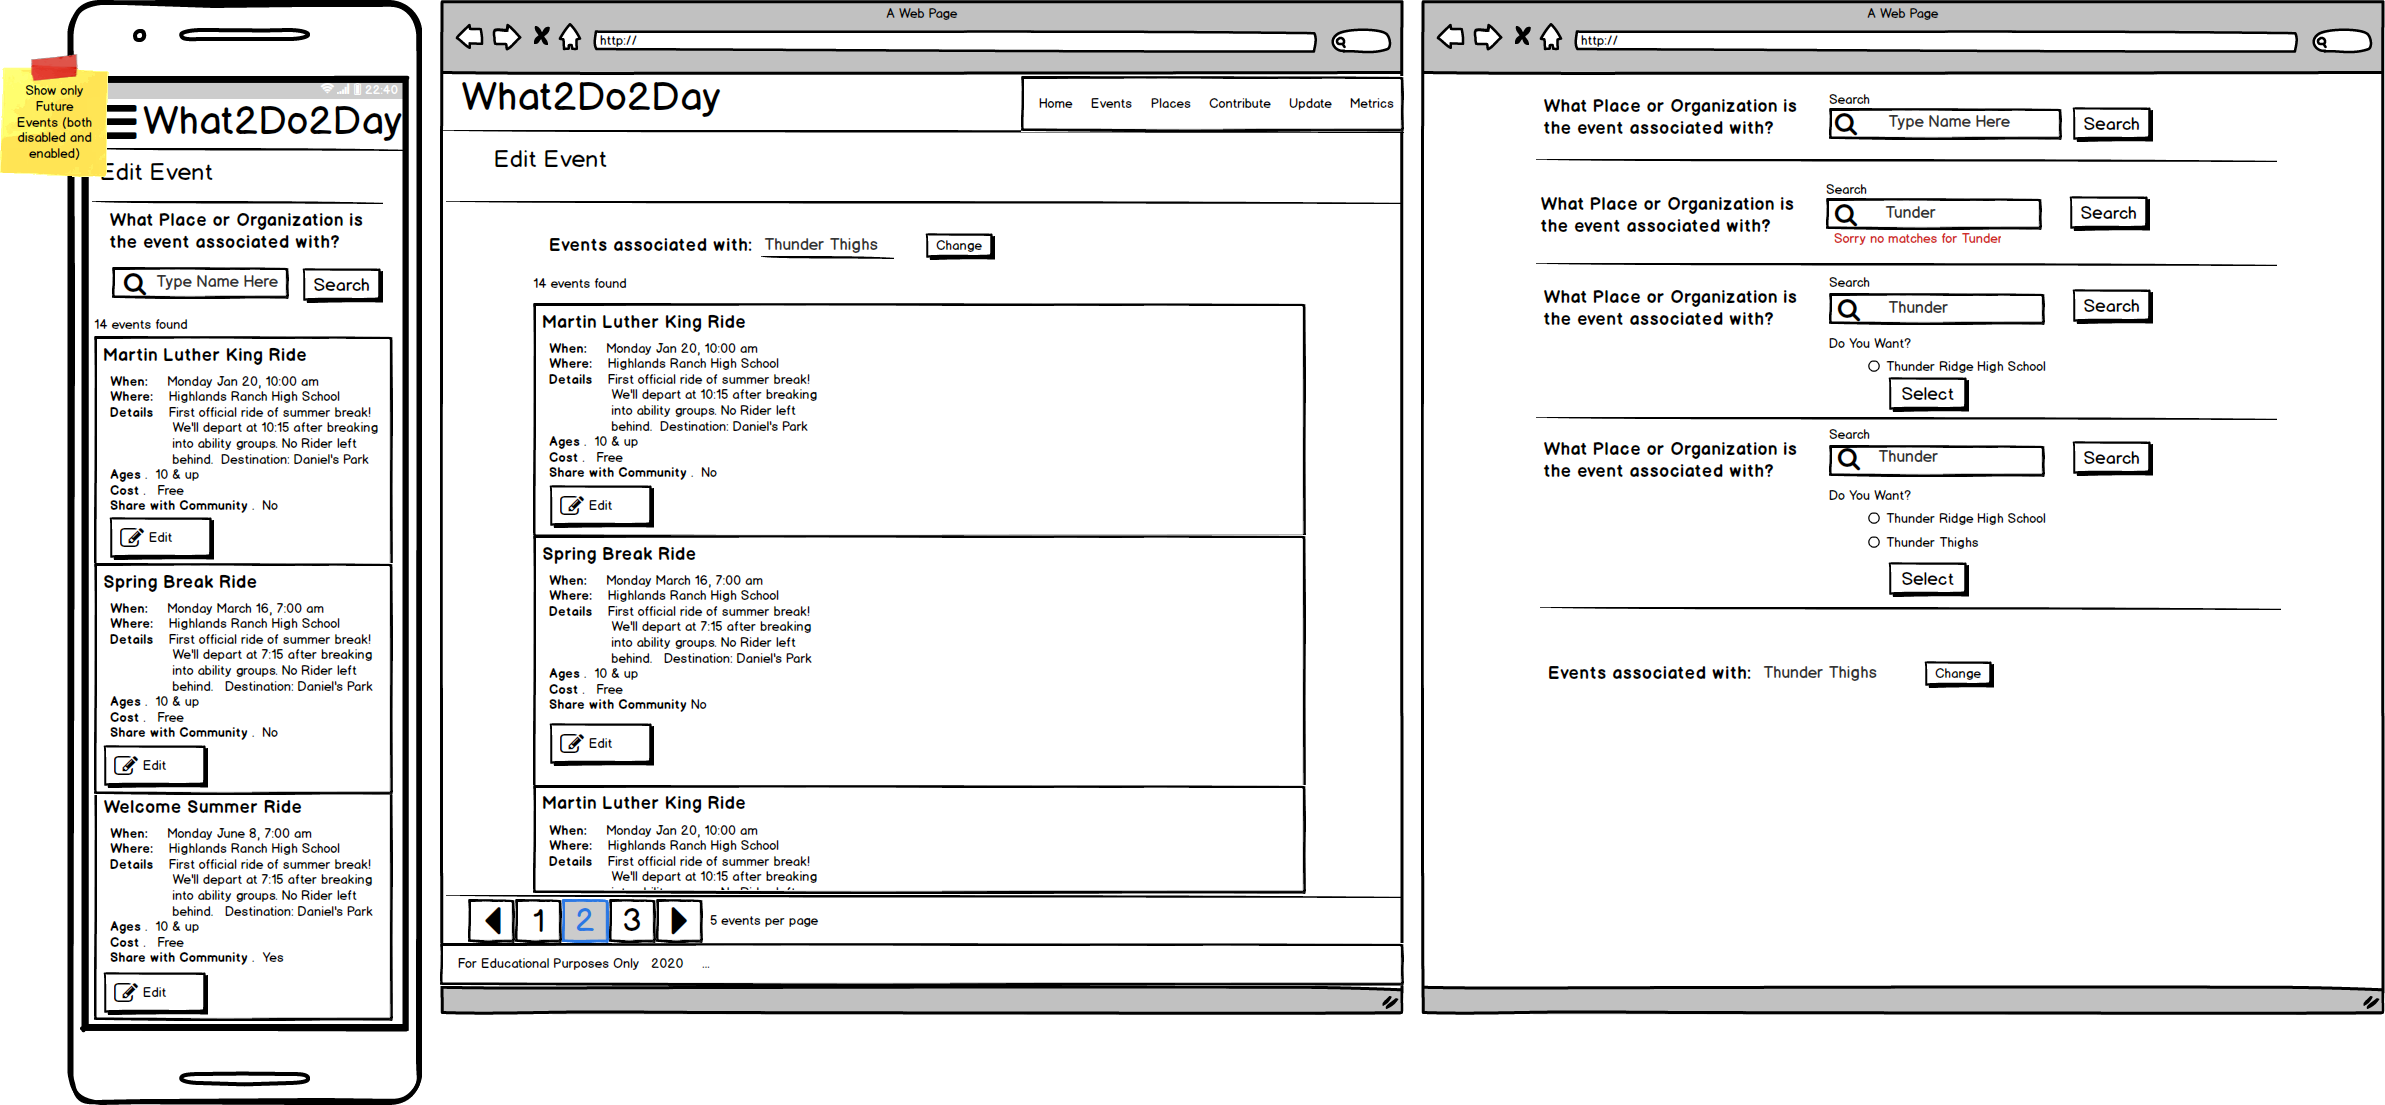 Show only
Future
Events (both
disabled and
enabled)
22:40
What2Do2Day
Edit Event
What Place or Organization is
the event associated with?
Type Name Here
Search
14 events found
Martin Luther King Ride
When: Monday Jan 20, 10:00 am
Where: Highlands Ranch High School
Details First official ride of summer break!
We'll depart at 10:15 after breaking
into ability groups. No Rider left
behind. Destination: Daniel's Park
Ages . 10 & up
Cost . Free
Share with Community . No
Edit
Spring Break Ride
When: Monday March 16, 7:00 am
Where: Highlands Ranch High School
Details First official ride of summer break!
We'll depart at 7:15 after breaking
into ability groups. No Rider left
behind. Destination: Daniel's Park
Ages . 10 & up
Cost . Free
Share with Community . No
Edit
Welcome Summer Ride
When: Monday June 8, 7:00 am
Where: Highlands Ranch High School
Details First official ride of summer break!
We'll depart at 7:15 after breaking
into ability groups. No Rider left
behind. Destination: Daniel's Park
Ages . 10 & up
Cost . Free
Share with Community . Yes
Edit
A Web Page
http://
What2Do2Day
Home Events Places Contribute Update Metrics
Edit Event
Events associated with: Thunder Thighs Change
14 events found
Martin Luther King Ride
When: Monday Jan 20, 10:00 am
Where: Highlands Ranch High School
Details First official ride of summer break!
We'll depart at 10:15 after breaking
into ability groups. No Rider left
behind. Destination: Daniel's Park
Ages . 10 & up
Cost . Free
Share with Community . No
Edit
Spring Break Ride
When: Monday March 16, 7:00 am
Where: Highlands Ranch High School
Details First official ride of summer break!
We'll depart at 7:15 after breaking
into ability groups. No Rider left
behind. Destination: Daniel's Park
Ages . 10 & up
Cost . Free
Share with Community No
Edit
Martin Luther King Ride
When: Monday Jan 20, 10:00 am
Where: Highlands Ranch High School
Details First official ride of summer break!
We'll depart at 10:15 after breaking
1 2 3 5 events per page
For Educational Purposes Only 2020 ...
A Web Page
http://
Search
What Place or Organization is
the event associated with?
Type Name Here
Search
Search
What Place or Organization is
the event associated with?
Tunder
Search
Sorry no matches for Tunder
Search
What Place or Organization is
the event associated with?
Thunder
Search
Do You Want?
Thunder Ridge High School
Select
Search
What Place or Organization is
the event associated with?
Thunder
Search
Do You Want?
Thunder Ridge High School
Thunder Thighs
Select
Events associated with: Thunder Thighs Change